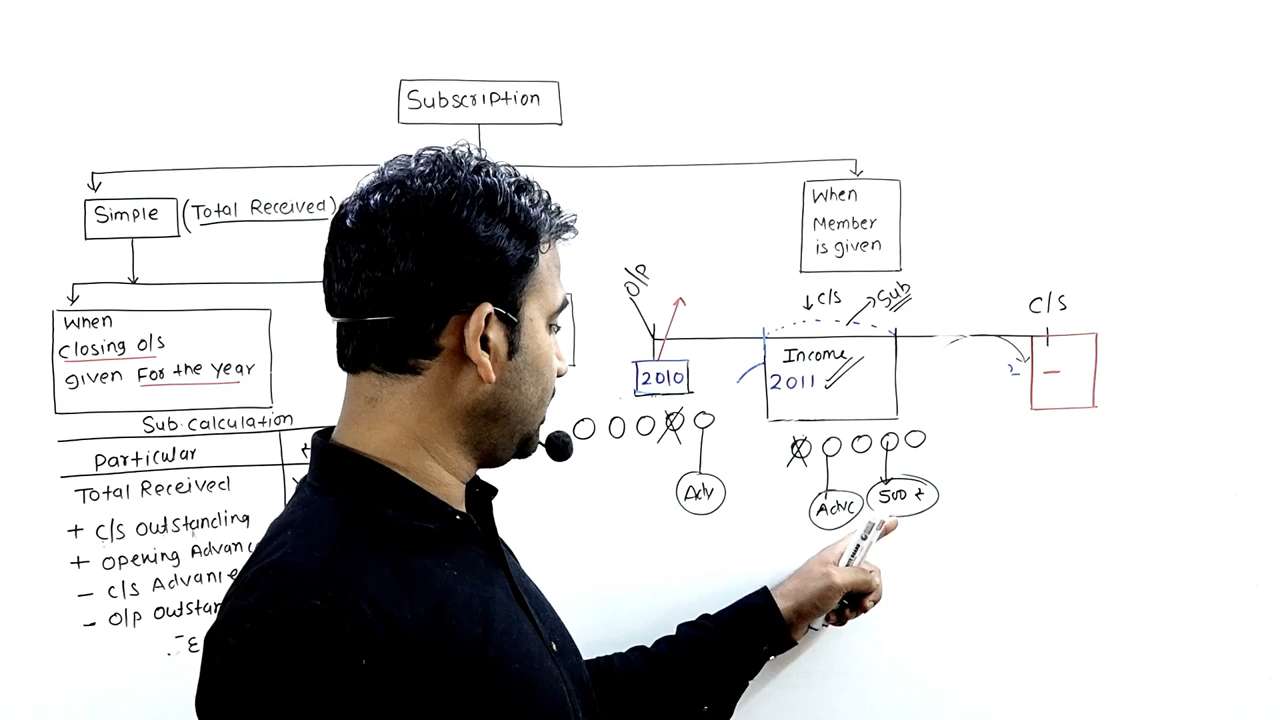 Subscription
Simple (Total Received)
When
Member
is given
When
closing o/s
given For the year
O/P
↓ C/S
Sub
C/S
2010
Income
2011
Adv
Advc
500
Sub calculation
Particular
Total Received
+ C/S Outstanding
+ Opening Advanc
- C/S Advance
- O/P Outstan